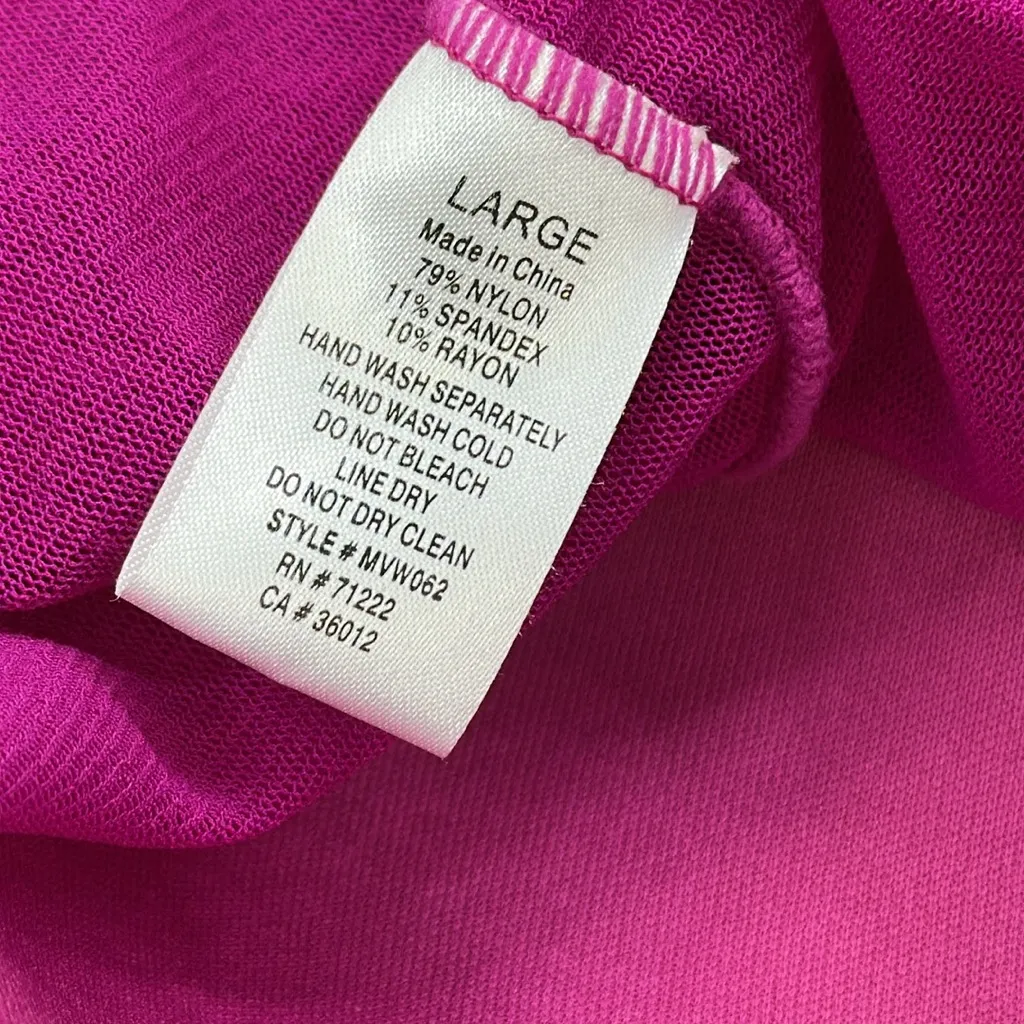 LARGE
Made in China
79% NYLON
11% SPANDEX
10% RAYON
HAND WASH SEPARATELY
HAND WASH COLD
DO NOT BLEACH
LINE DRY
DO NOT DRY CLEAN
STYLE # MVW062
RN # 71222
CA # 36012